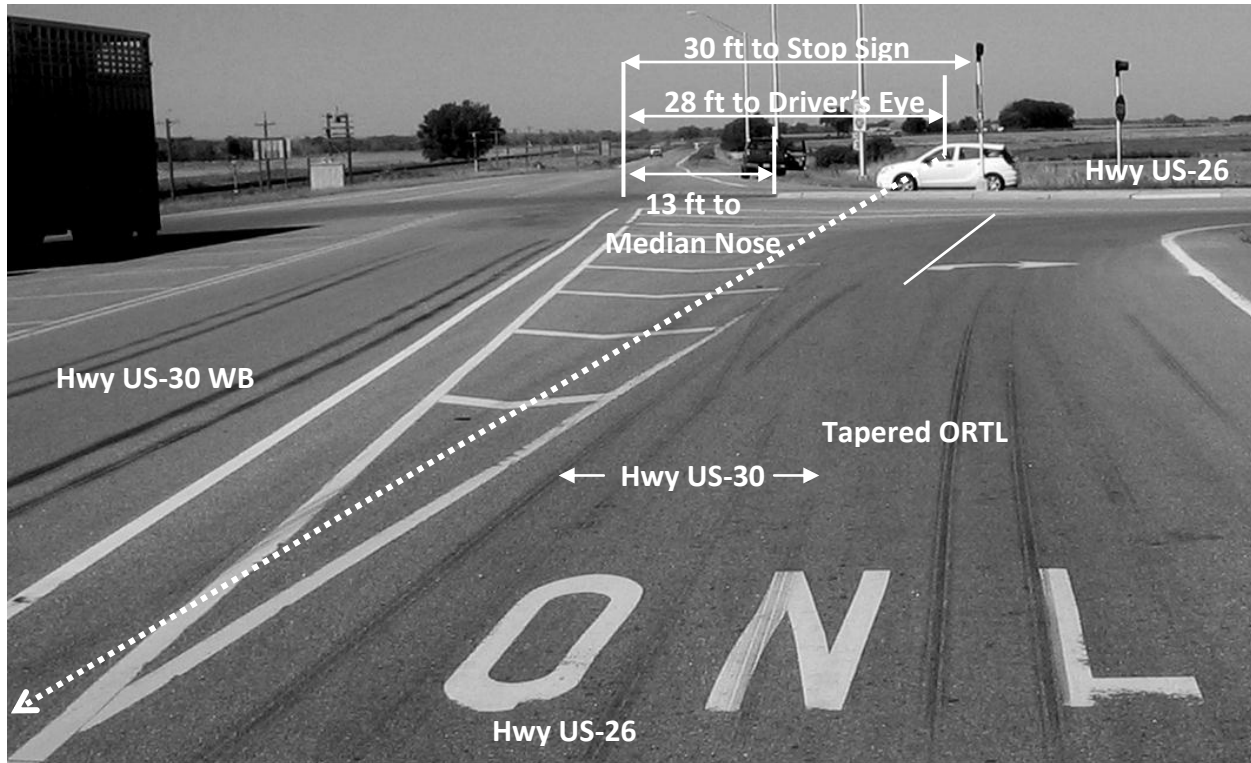 30 ft to Stop Sign
28 ft to Driver's Eye
Hwy US-26
13 ft to
Median Nose
Hwy US-30 WB
Tapered ORTL
Hwy US-30
O N L
Hwy US-26